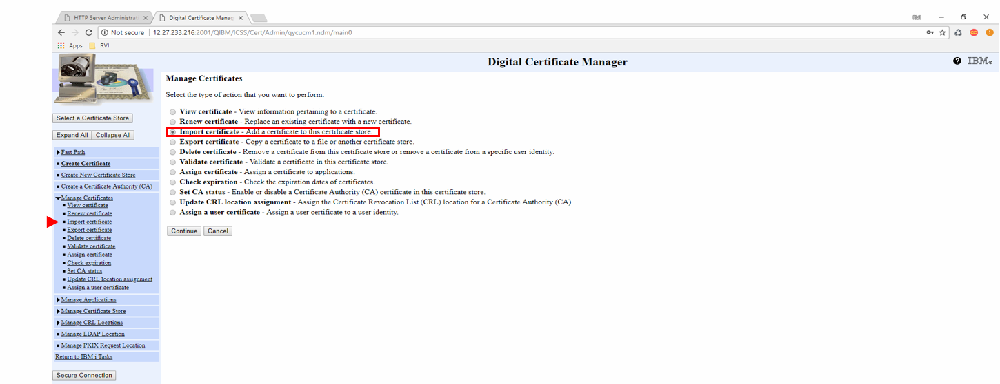 HTTP Server Administrati
Digital Certificate Manag
RVI
Not secure
12.27.233.216:2001/QIBM/ICSS/Cert/Admin/qycucm1.ndm/main0
Apps
RVI
Digital Certificate Manager
IBM
Select a Certificate Store
Expand All
Collapse All
Fast Path
Create Certificate
Create New Certificate Store
Create a Certificate Authority (CA)
Manage Certificates
View certificate
Renew certificate
Import certificate
Export certificate
Delete certificate
Validate certificate
Assign certificate
Check expiration
Set CA status
Update CRL location assignment
Assign a user certificate
Manage Applications
Manage Certificate Store
Manage CRL Locations
Manage LDAP Location
Manage PKIX Request Location
Return to IBM i Tasks
Secure Connection
Manage Certificates
Select the type of action that you want to perform.
View certificate - View information pertaining to a certificate.
Renew certificate - Replace an existing certificate with a new certificate.
Import certificate - Add a certificate to this certificate store.
Export certificate - Copy a certificate to a file or another certificate store.
Delete certificate - Remove a certificate from this certificate store or remove a certificate from a specific user identity.
Validate certificate - Validate a certificate in this certificate store.
Assign certificate - Assign a certificate to applications.
Check expiration - Check the expiration dates of certificates.
Set CA status - Enable or disable a Certificate Authority (CA) certificate in this certificate store.
Update CRL location assignment - Assign the Certificate Revocation List (CRL) location for a Certificate Authority (CA).
Assign a user certificate - Assign a user certificate to a user identity.
Continue
Cancel